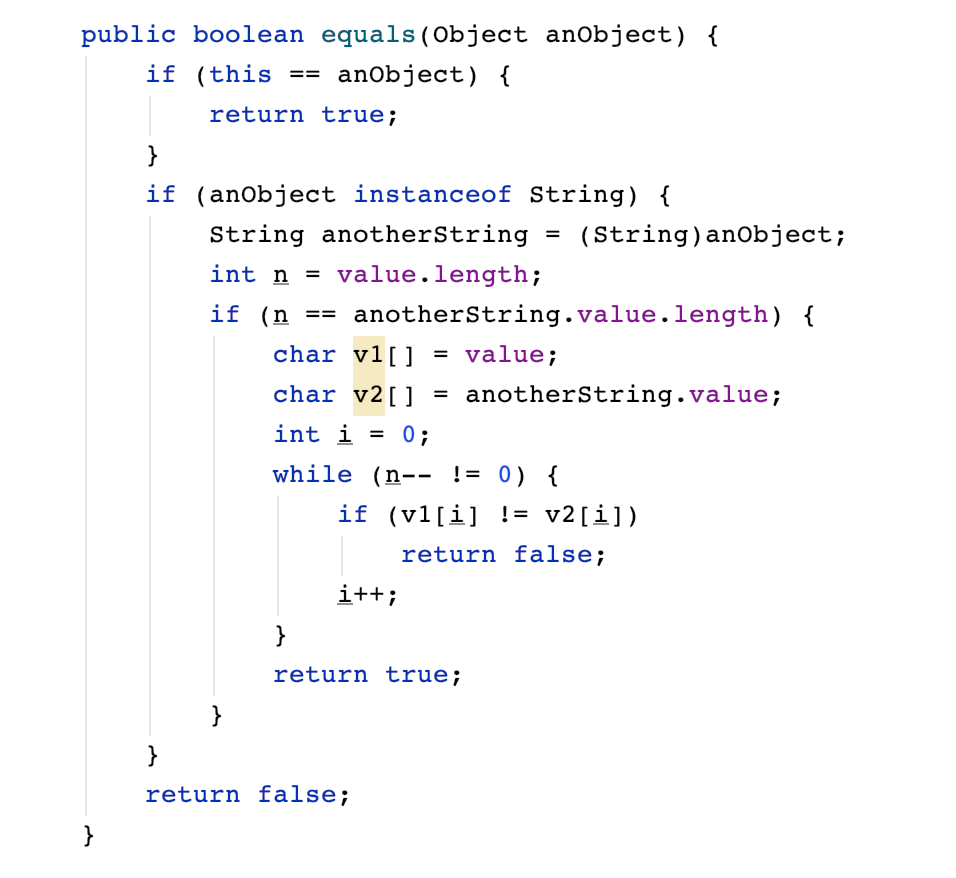 public boolean equals(Object anObject) {
    if (this == anObject) {
        return true;
    }
    if (anObject instanceof String) {
        String anotherString = (String)anObject;
        int n = value.length;
        if (n == anotherString.value.length) {
            char v1[] = value;
            char v2[] = anotherString.value;
            int i = 0;
            while (n-- != 0) {
                if (v1[i] != v2[i])
                    return false;
                i++;
            }
            return true;
        }
    }
    return false;
}